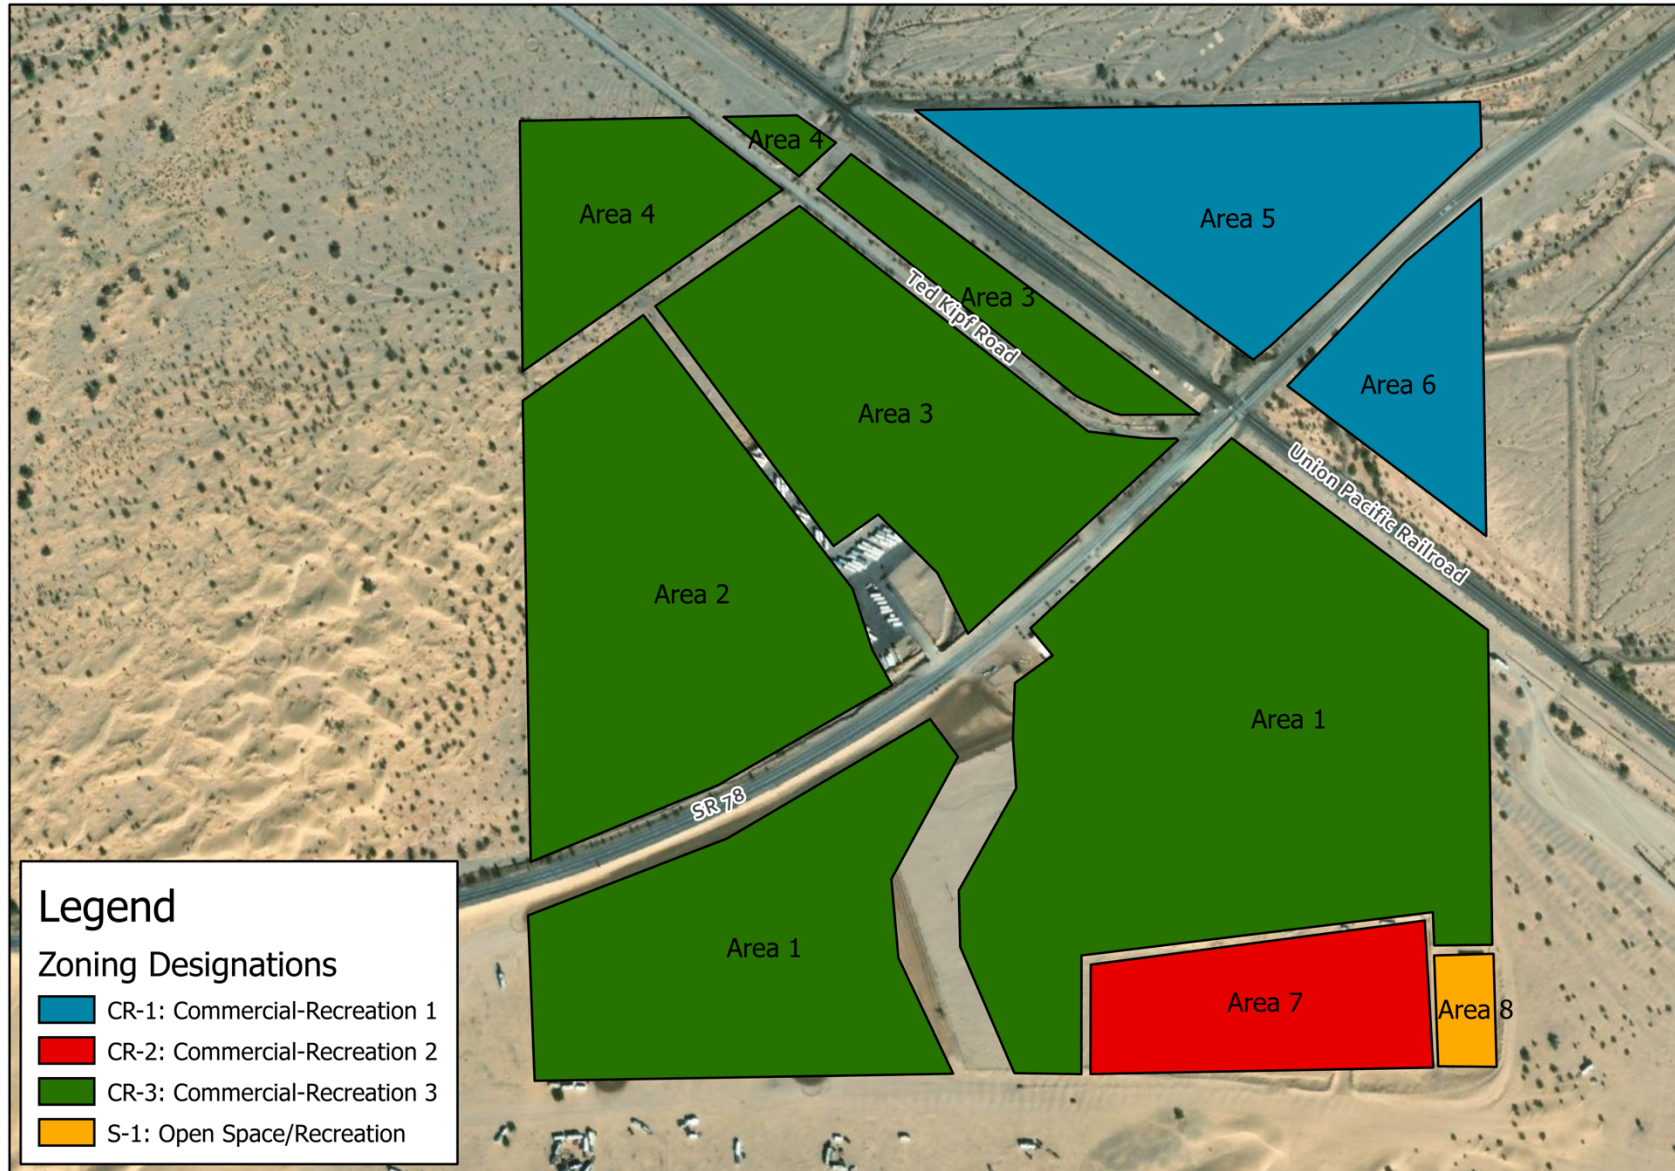 Area 4
Area 4
Area 5
Area 3
Ted Kipf Road
Area 6
Area 3
Union Pacific Railroad
Area 2
Area 1
SR 78
Area 1
Area 7
Area 8
Legend
Zoning Designations
CR-1: Commercial-Recreation 1
CR-2: Commercial-Recreation 2
CR-3: Commercial-Recreation 3
S-1: Open Space/Recreation